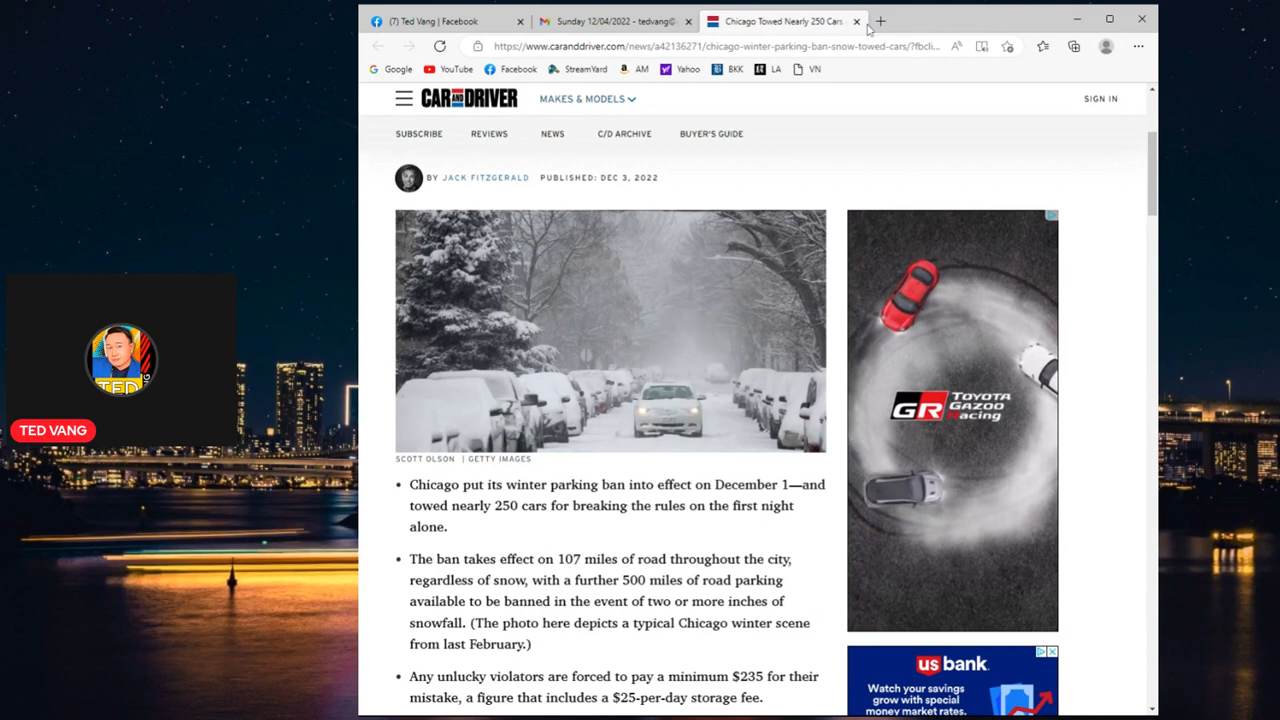 (7) Ted Vang | Facebook
Sunday 12/04/2022 - tedvang@
Chicago Towed Nearly 250 Cars
https://www.caranddriver.com/news/a42136271/chicago-winter-parking-ban-snow-towed-cars/?fbcli...
Google YouTube Facebook StreamYard AM Yahoo BKK LA VN
CAR AND DRIVER
MAKES & MODELS
SIGN IN
SUBSCRIBE REVIEWS NEWS C/D ARCHIVE BUYER'S GUIDE
BY JACK FITZGERALD PUBLISHED: DEC 3, 2022
SCOTT OLSON | GETTY IMAGES
• Chicago put its winter parking ban into effect on December 1—and
towed nearly 250 cars for breaking the rules on the first night
alone.
• The ban takes effect on 107 miles of road throughout the city,
regardless of snow, with a further 500 miles of road parking
available to be banned in the event of two or more inches of
snowfall. (The photo here depicts a typical Chicago winter scene
from last February.)
• Any unlucky violators are forced to pay a minimum $235 for their
mistake, a figure that includes a $25-per-day storage fee.
GR TOYOTA
GAZOO
Racing
us bank
Watch your savings
grow with special
money market rates.
TED
TED VANG